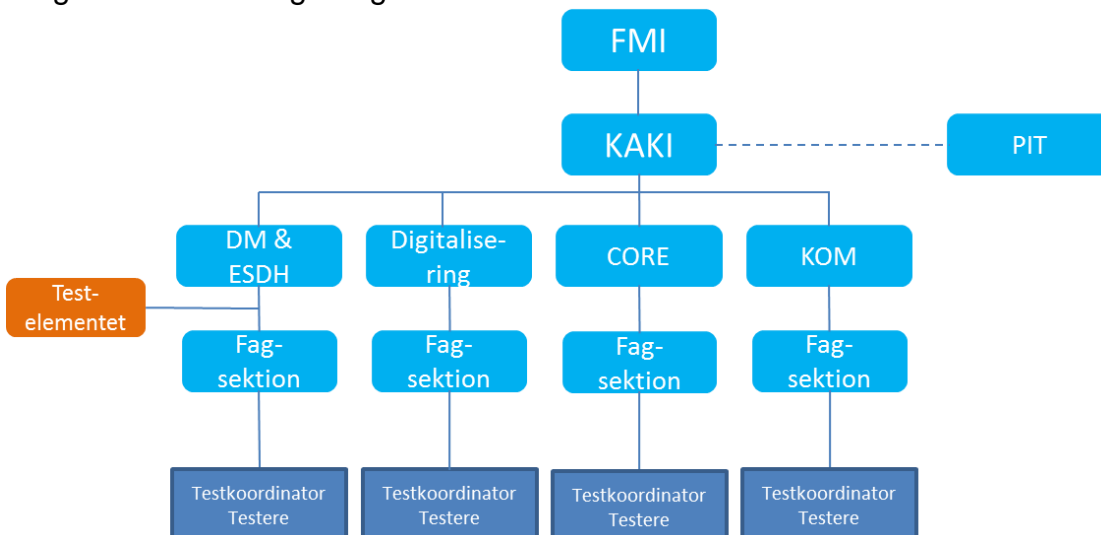 FMI
KAKI
PIT
DM &
ESDH
Digitalise-
ring
CORE
KOM
Test-
elementet
Fag-
sektion
Fag-
sektion
Fag-
sektion
Fag-
sektion
Testkoordinator
Testere
Testkoordinator
Testere
Testkoordinator
Testere
Testkoordinator
Testere